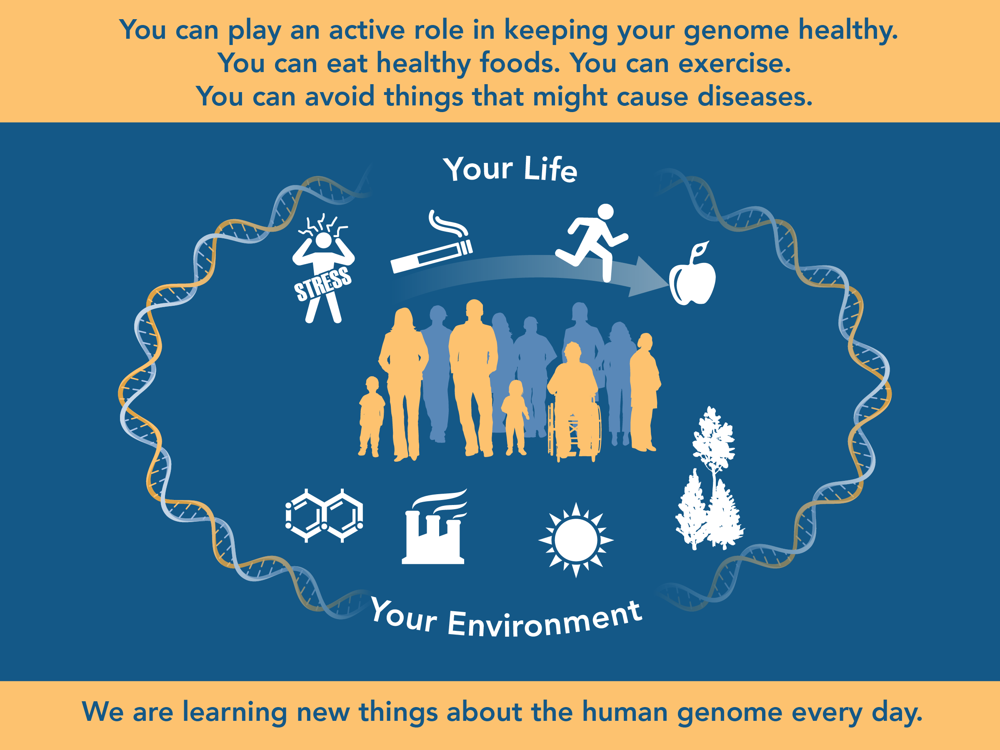 You can play an active role in keeping your genome healthy.
You can eat healthy foods. You can exercise.
You can avoid things that might cause diseases.
Your Life
STRESS
Your Environment
We are learning new things about the human genome every day.